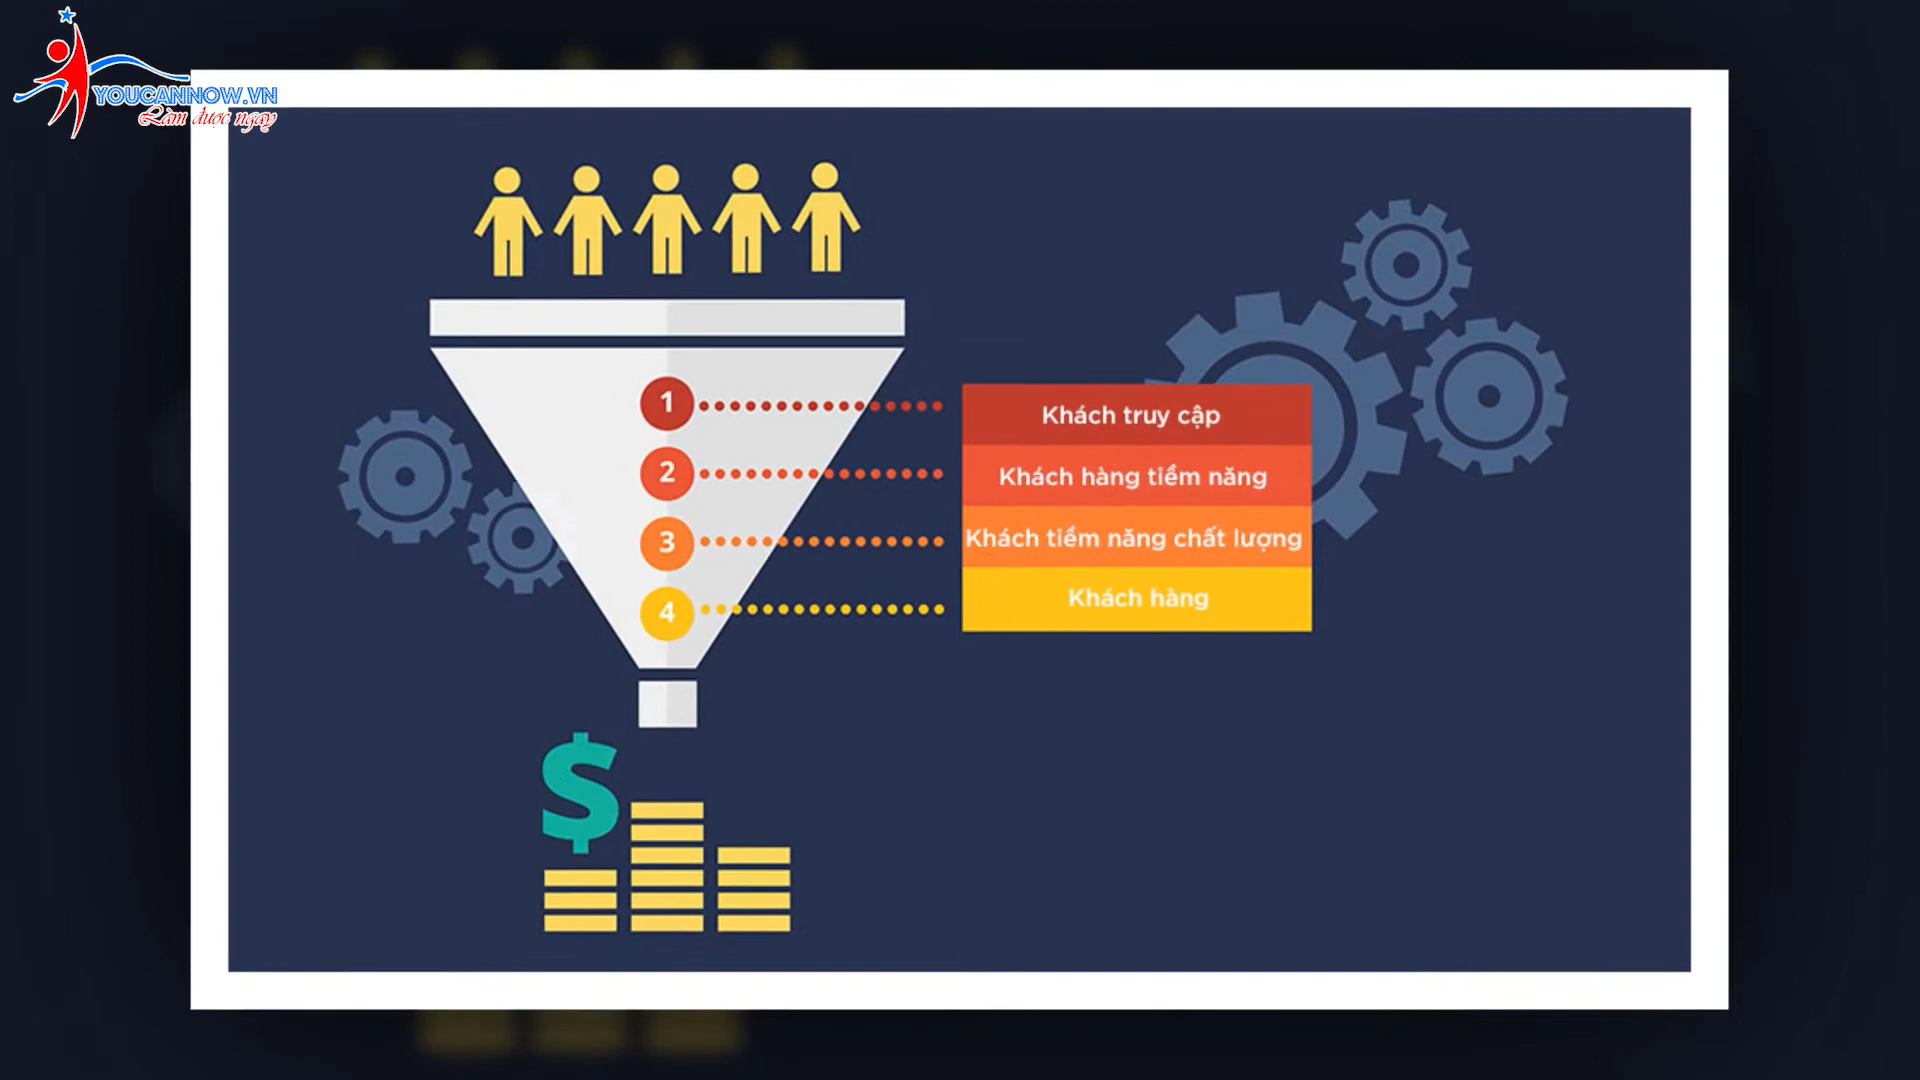 YOUCANNOW.VN
Làm được ngay
1
Khách truy cập
2
Khách hàng tiềm năng
3
Khách tiềm năng chất lượng
4
Khách hàng
$